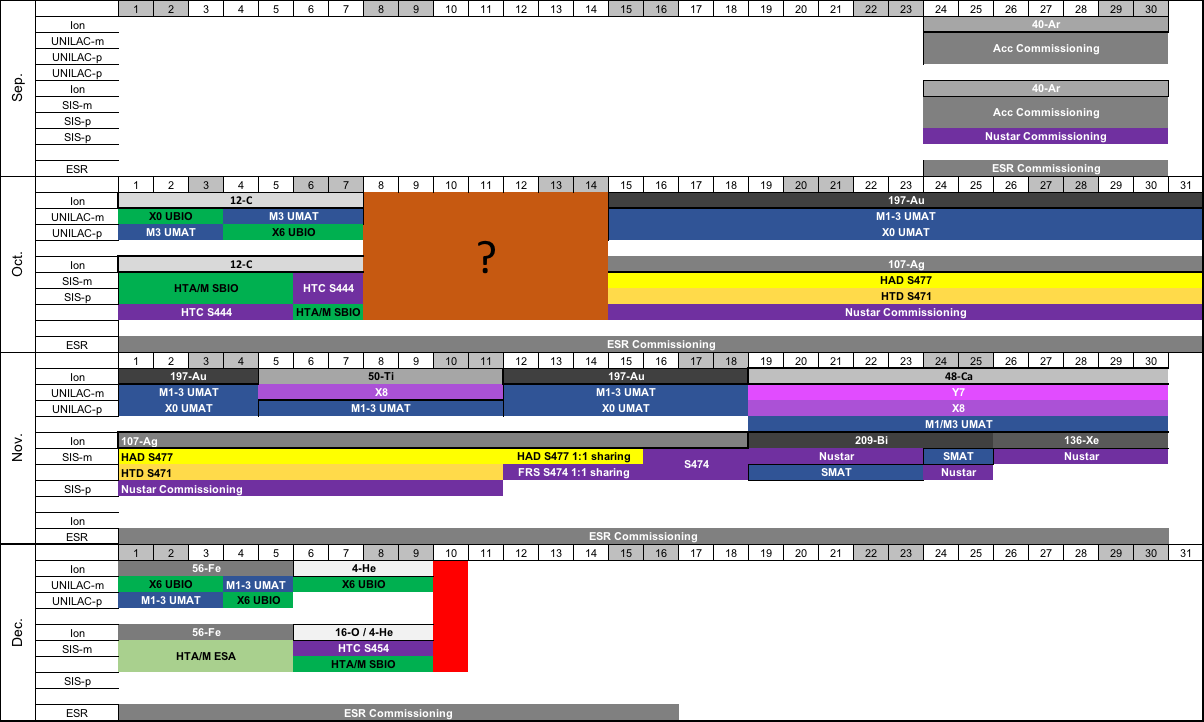 1 2 3 4 5 6 7 8 9 10 11 12 13 14 15 16 17 18 19 20 21 22 23 24 25 26 27 28 29 30
Sep.
Ion 40-Ar
UNILAC-m
Acc Commissioning
UNILAC-p
UNILAC-p
Ion 40-Ar
SIS-m
Acc Commissioning
SIS-p
SIS-p Nustar Commissioning
ESR ESR Commissioning
1 2 3 4 5 6 7 8 9 10 11 12 13 14 15 16 17 18 19 20 21 22 23 24 25 26 27 28 29 30 31
Oct.
Ion 12-C 197-Au
UNILAC-m X0 UBIO M3 UMAT M1-3 UMAT
UNILAC-p M3 UMAT X6 UBIO X0 UMAT
?
Ion 12-C 107-Ag
SIS-m HTA/M SBIO HTC S444 HAD S477
SIS-p HTD S471
HTC S444 HTA/M SBIO Nustar Commissioning
ESR ESR Commissioning
1 2 3 4 5 6 7 8 9 10 11 12 13 14 15 16 17 18 19 20 21 22 23 24 25 26 27 28 29 30
Nov.
Ion 197-Au 50-Ti 197-Au 48-Ca
UNILAC-m M1-3 UMAT X8 M1-3 UMAT Y7
UNILAC-p X0 UMAT M1-3 UMAT X0 UMAT X8
M1/M3 UMAT
Ion 107-Ag 209-Bi 136-Xe
SIS-m HAD S477 HAD S477 1:1 sharing S474 Nustar SMAT Nustar
HTD S471 FRS S474 1:1 sharing SMAT Nustar
SIS-p Nustar Commissioning
Ion
ESR ESR Commissioning
1 2 3 4 5 6 7 8 9 10 11 12 13 14 15 16 17 18 19 20 21 22 23 24 25 26 27 28 29 30 31
Dec.
Ion 56-Fe 4-He
UNILAC-m X6 UBIO M1-3 UMAT X6 UBIO
UNILAC-p M1-3 UMAT X6 UBIO
Ion 56-Fe 16-O / 4-He
SIS-m HTA/M ESA HTC S454
HTA/M SBIO
SIS-p
ESR ESR Commissioning